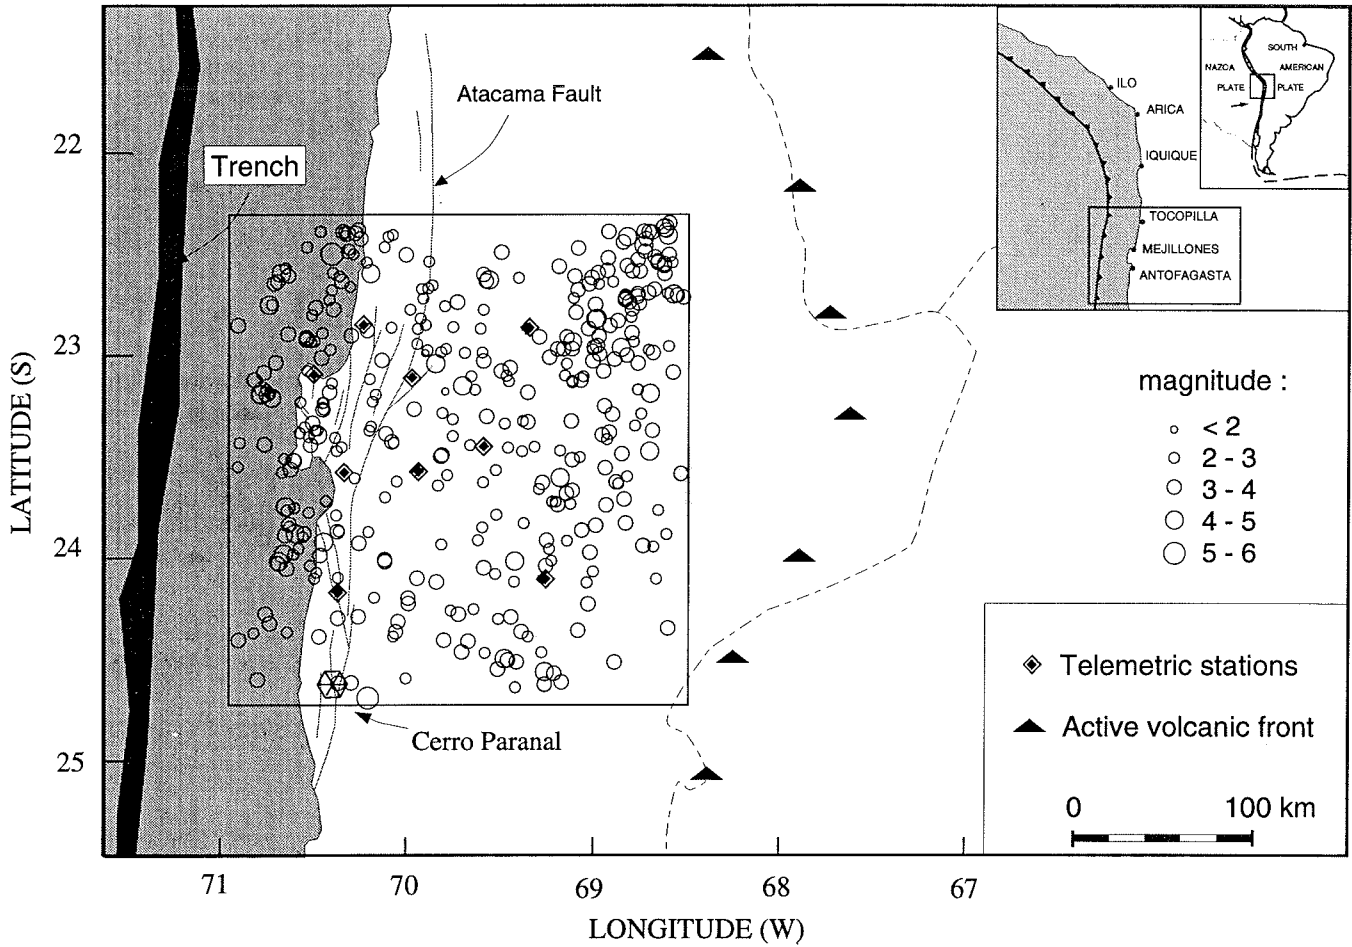 Atacama Fault
Trench
Cerro Paranal
22
23
24
25
LATITUDE (S)
71
70
69
68
67
LONGITUDE (W)
ILO
ARICA
IQUIQUE
TOCOPILLA
MEJILLONES
ANTOFAGASTA
SOUTH
NAZCA AMERICAN
PLATE PLATE
magnitude :
< 2
2 - 3
3 - 4
4 - 5
5 - 6
Telemetric stations
Active volcanic front
0 100 km